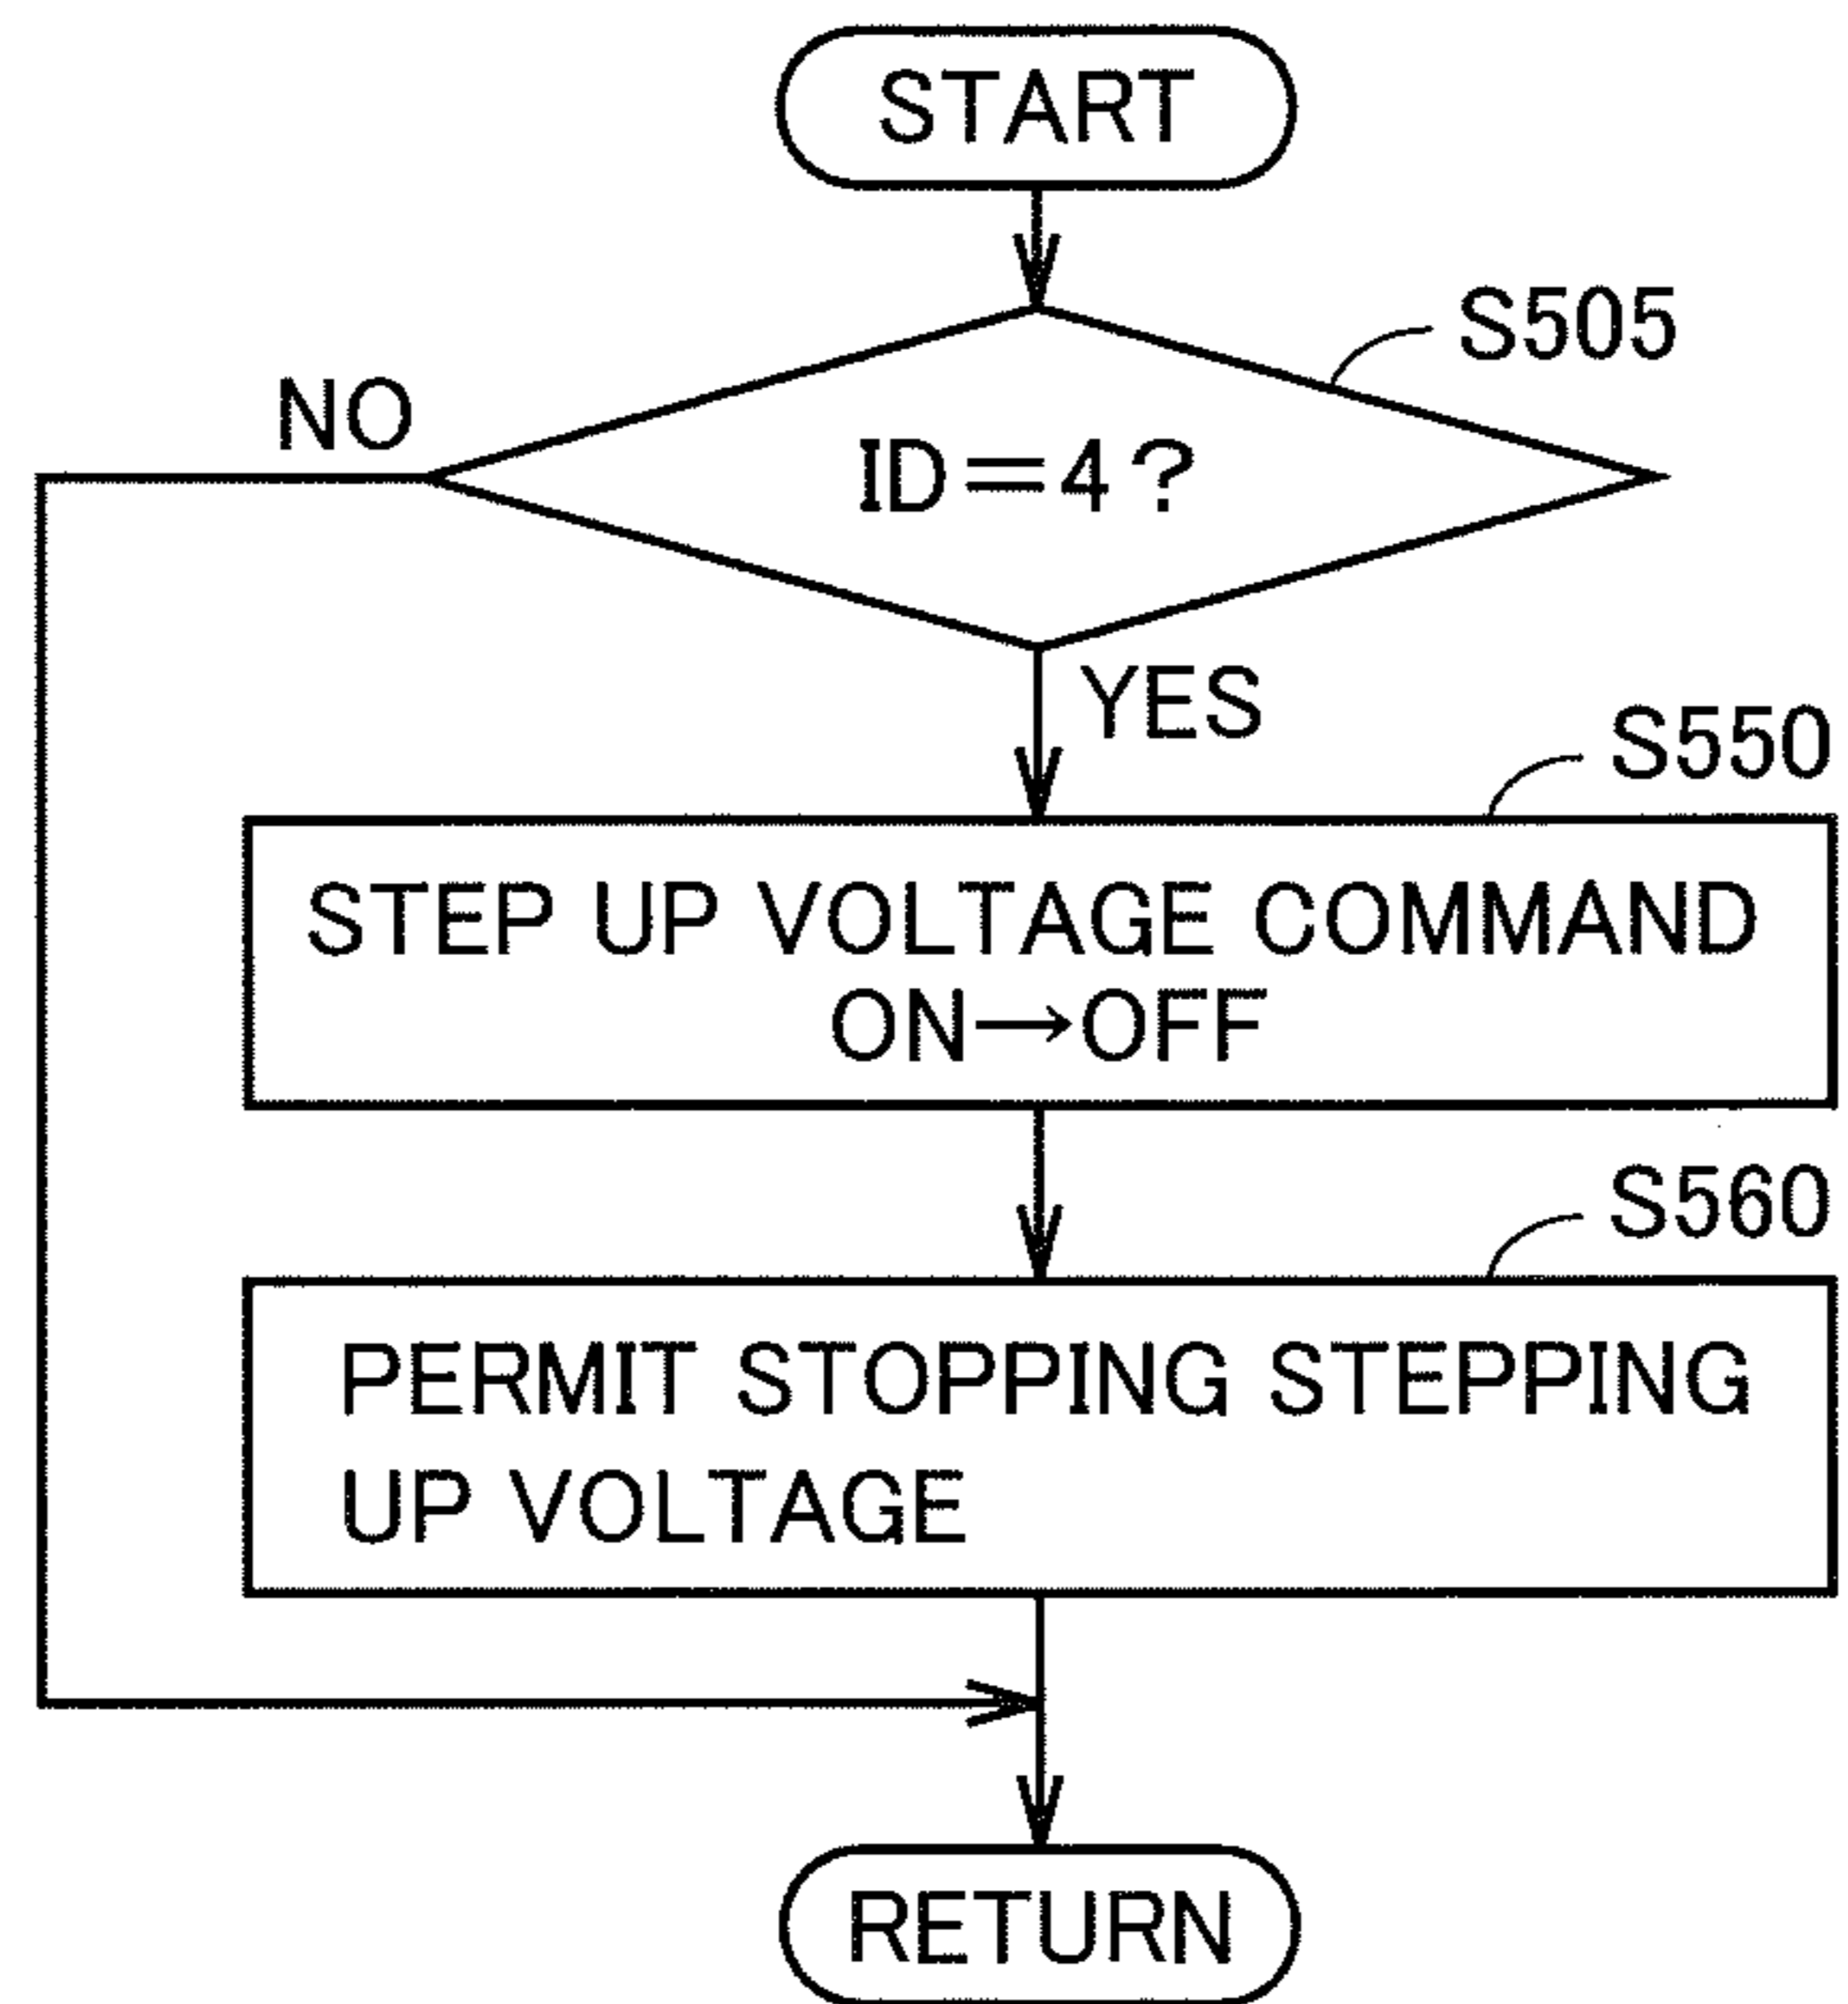 START
S505
NO
ID=4?
YES
S550
STEP UP VOLTAGE COMMAND
ON→OFF
S560
PERMIT STOPPING STEPPING
UP VOLTAGE
RETURN